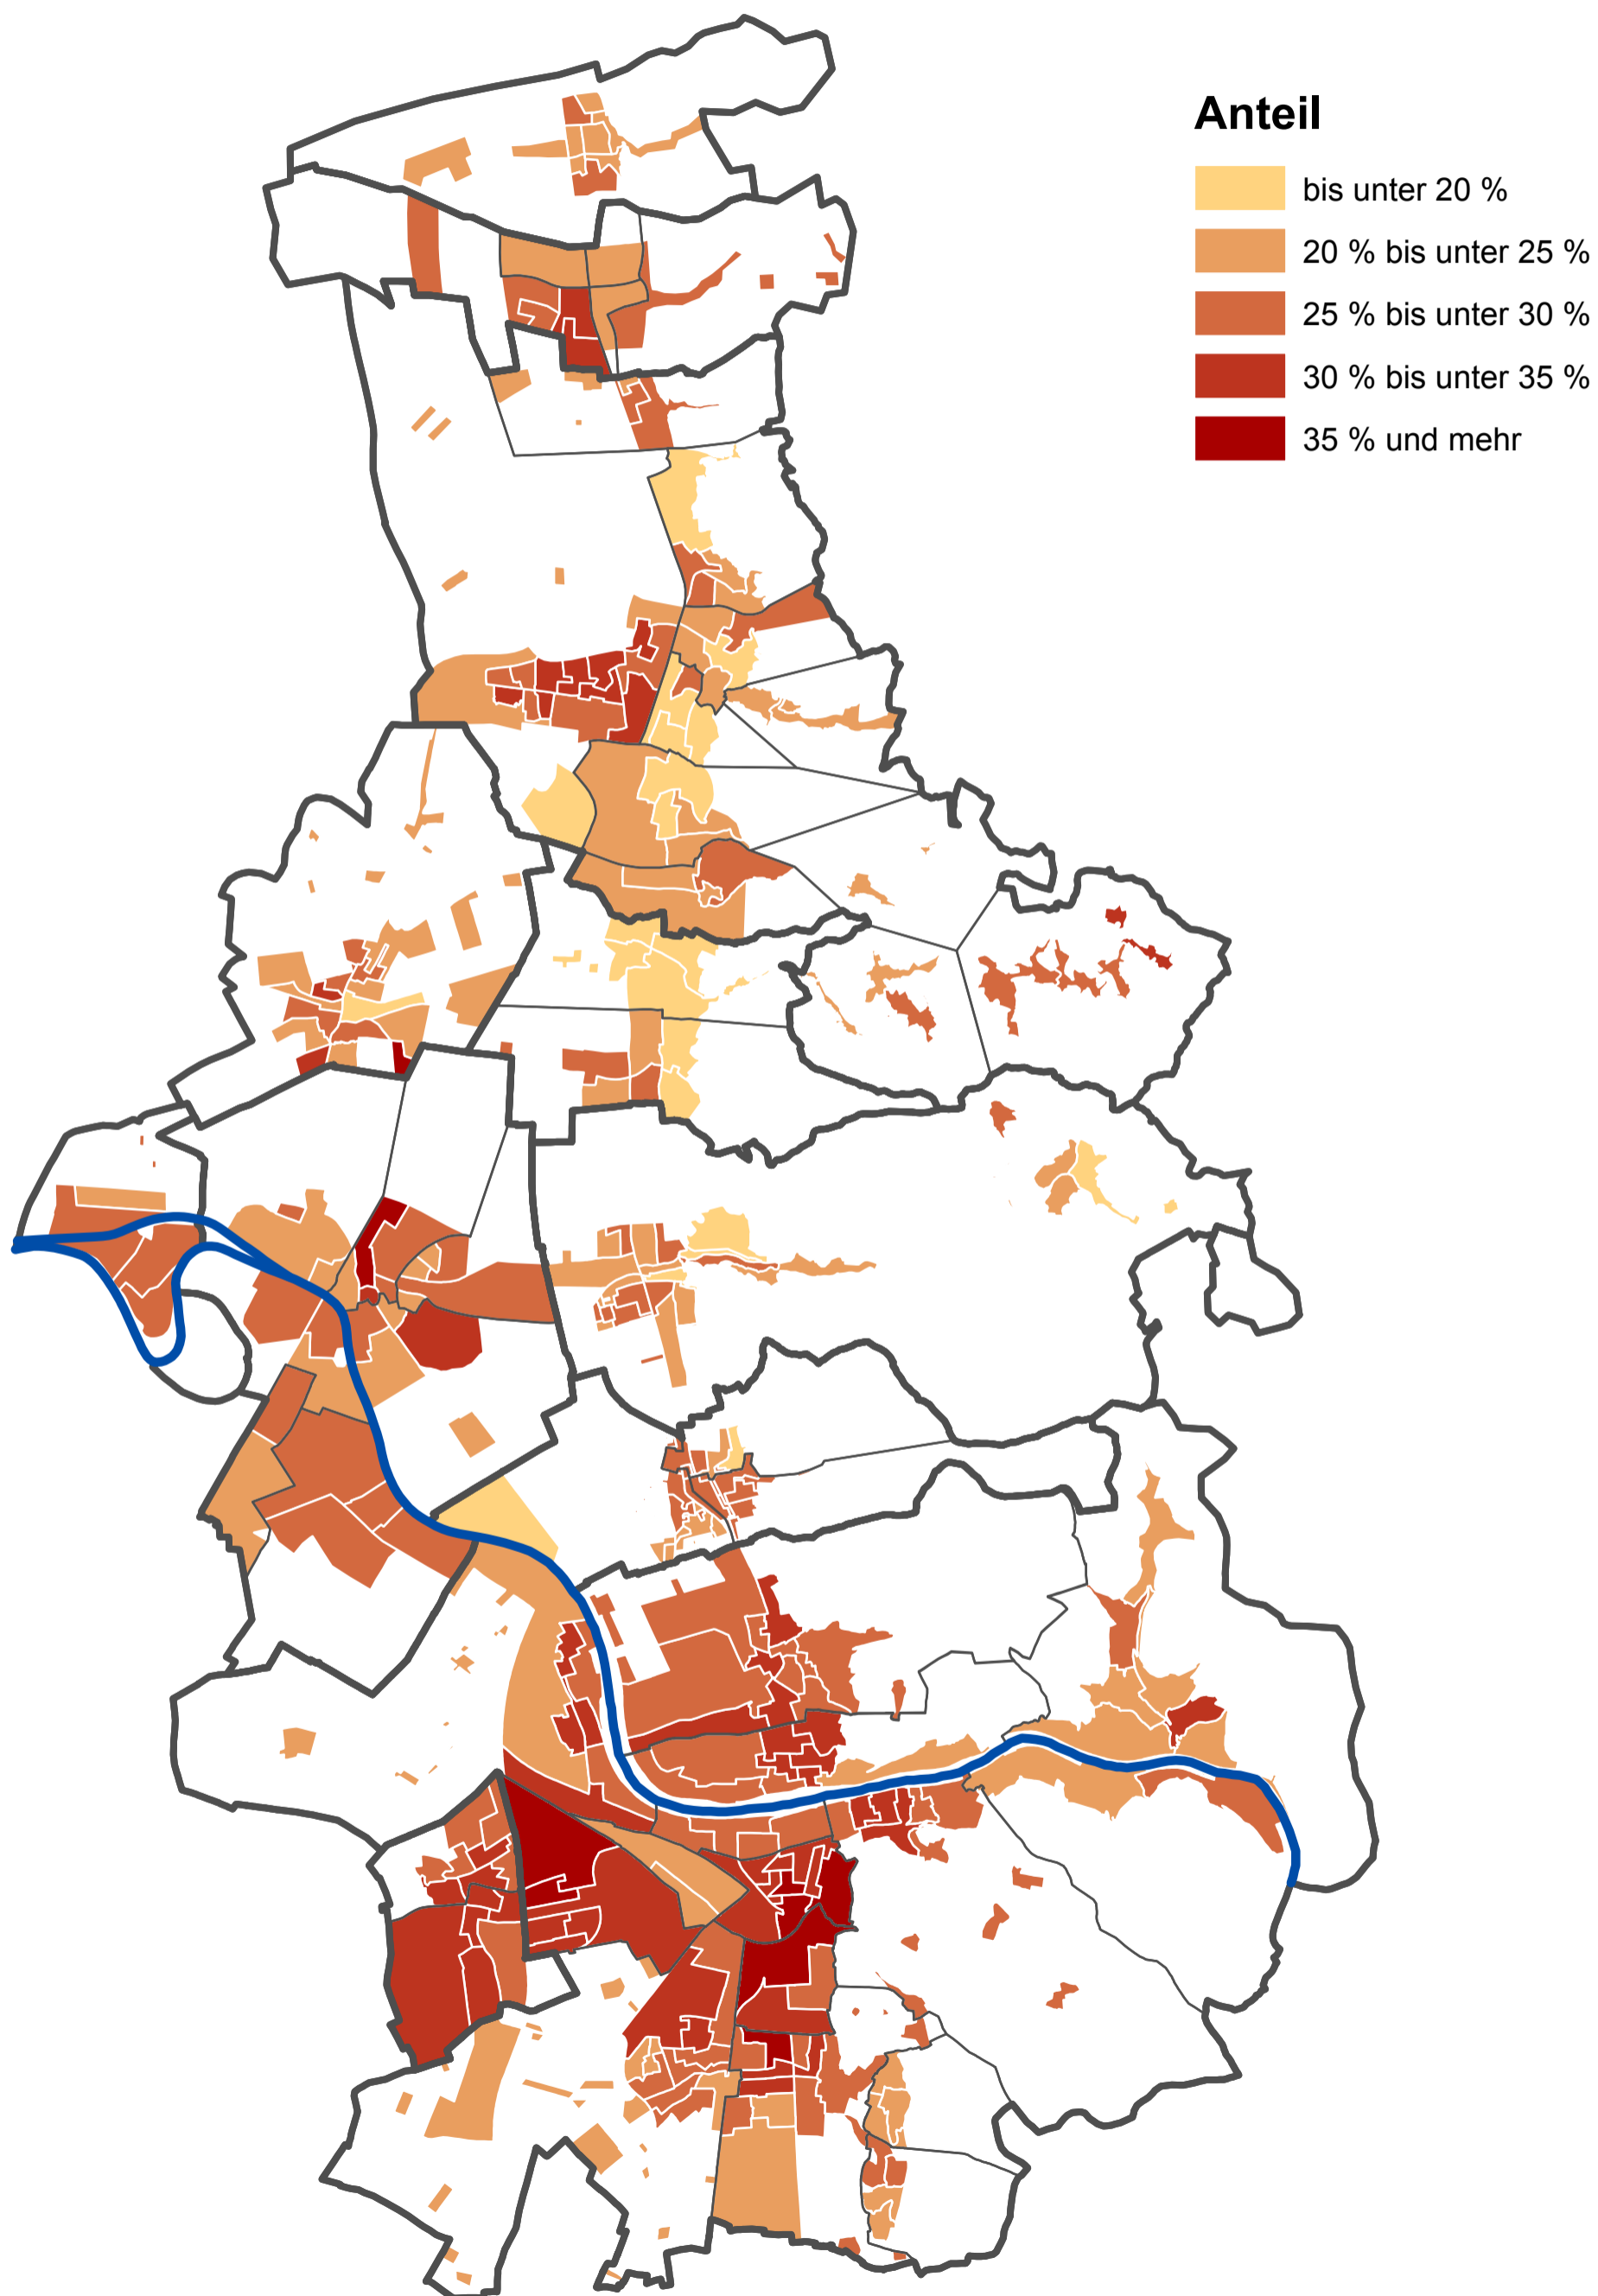 Anteil
bis unter 20 %
20 % bis unter 25 %
25 % bis unter 30 %
30 % bis unter 35 %
35 % und mehr